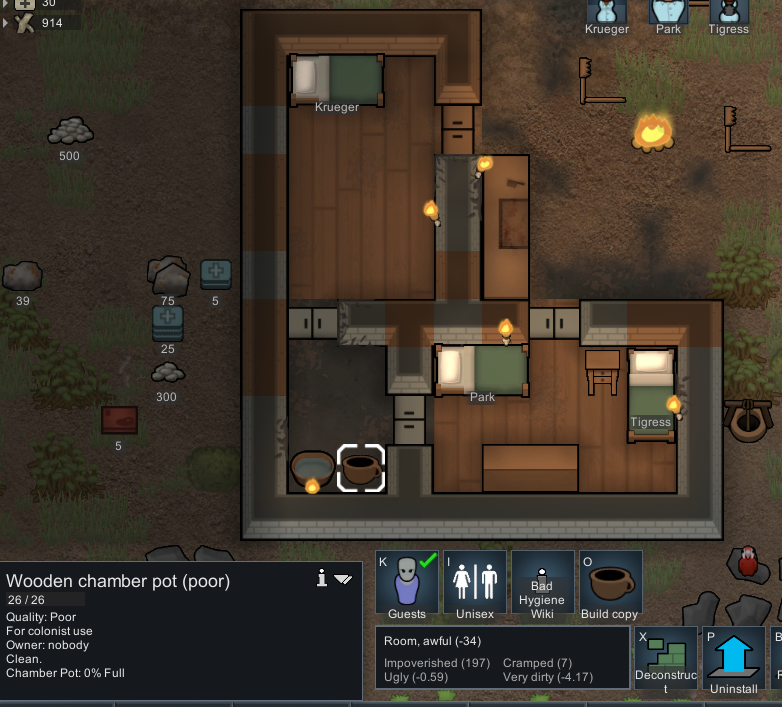 30
914
Krueger
Park
Tigress
Krueger
500
39
75
5
25
300
5
Park
Tigress
Wooden chamber pot (poor)
26 / 26
Quality: Poor
For colonist use
Owner: nobody
Clean.
Chamber Pot: 0% Full
K
Guests
I
Unisex
Bad
Hygiene
Wiki
O
Build copy
Room, awful (-34)
Impoverished (197) Cramped (7)
Ugly (-0.59) Very dirty (-4.17)
X
Deconstruc
t
P
Uninstall